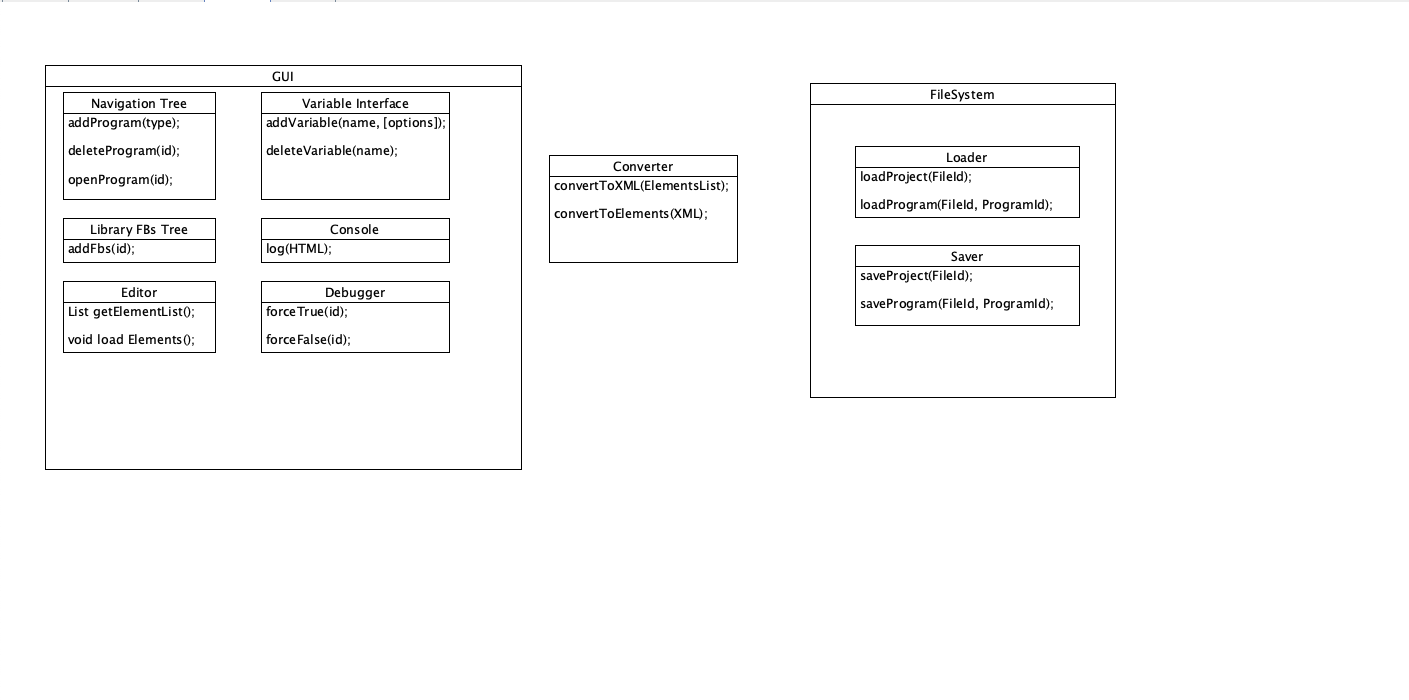 GUI
Navigation Tree
addProgram(type);
deleteProgram(id);
openProgram(id);
Variable Interface
addVariable(name, [options]);
deleteVariable(name);
Library FBs Tree
addFbs(id);
Console
log(HTML);
Editor
List getElementList();
void load Elements();
Debugger
forceTrue(id);
forceFalse(id);
Converter
convertToXML(ElementsList);
convertToElements(XML);
FileSystem
Loader
loadProject(FileId);
loadProgram(FileId, ProgramId);
Saver
saveProject(FileId);
saveProgram(FileId, ProgramId);